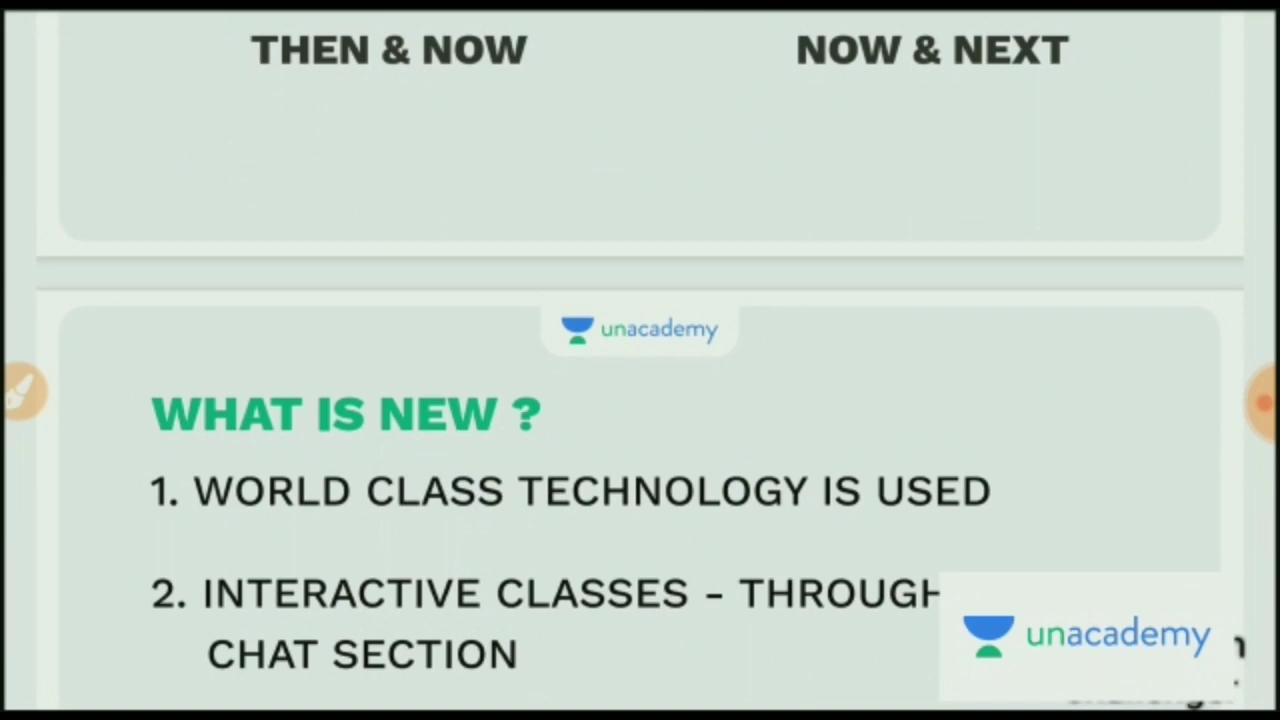 THEN & NOW
NOW & NEXT
unacademy
WHAT IS NEW ?
1. WORLD CLASS TECHNOLOGY IS USED
2. INTERACTIVE CLASSES - THROUGH
CHAT SECTION
unacademy